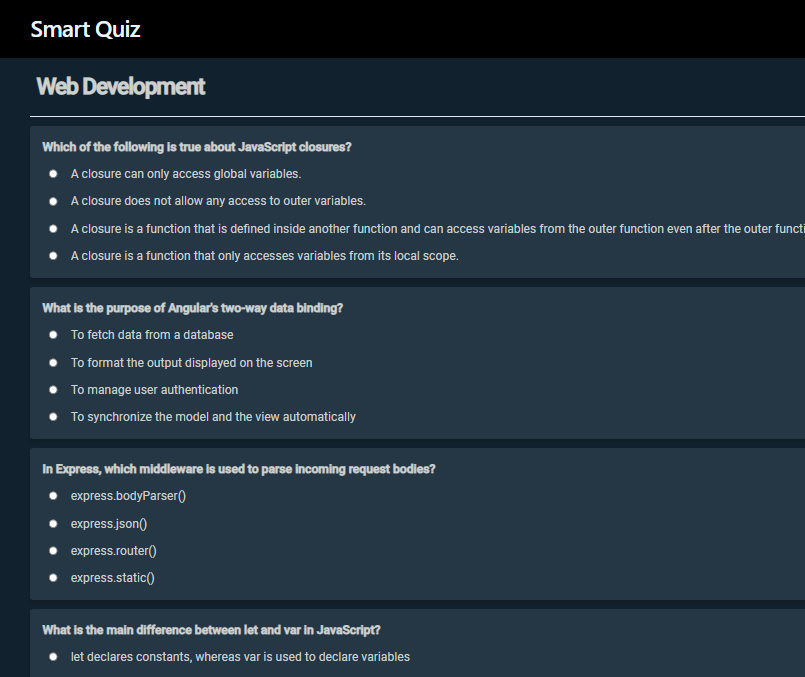 Smart Quiz
Web Development
Which of the following is true about JavaScript closures?
A closure can only access global variables.
A closure does not allow any access to outer variables.
A closure is a function that is defined inside another function and can access variables from the outer function even after the outer functi
A closure is a function that only accesses variables from its local scope.
What is the purpose of Angular's two-way data binding?
To fetch data from a database
To format the output displayed on the screen
To manage user authentication
To synchronize the model and the view automatically
In Express, which middleware is used to parse incoming request bodies?
express.bodyParser()
express.json()
express.router()
express.static()
What is the main difference between let and var in JavaScript?
let declares constants, whereas var is used to declare variables